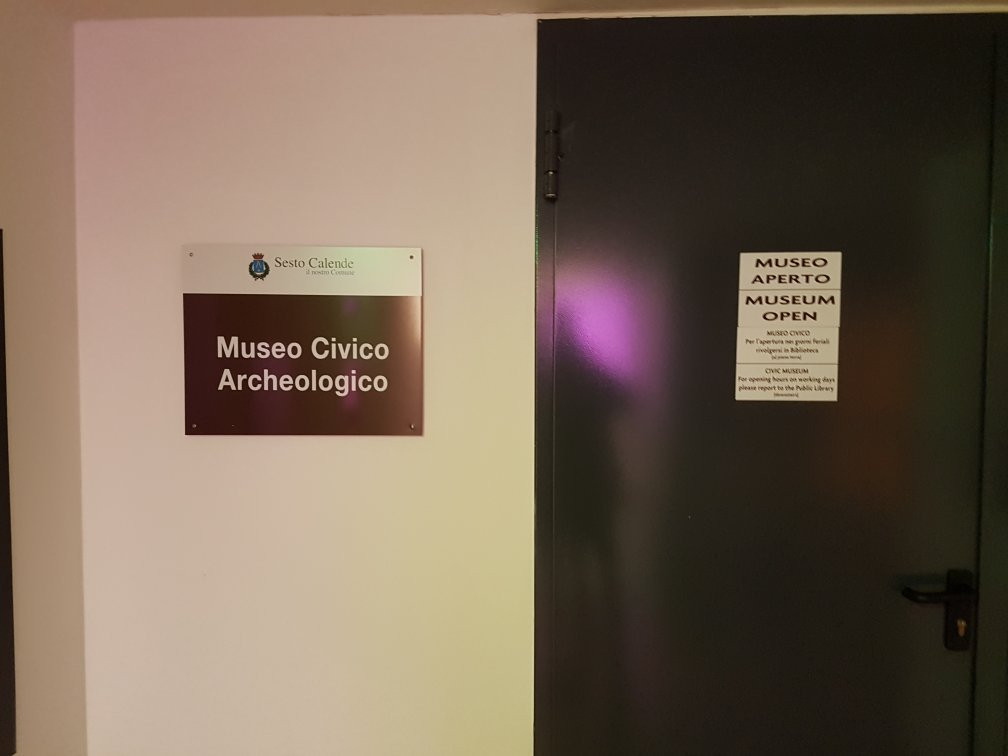 Sesto Calende
il nostro Comune
Museo Civico
Archeologico
MUSEO
APERTO
MUSEUM
OPEN
MUSEO CIVICO
Per l'apertura nei giorni feriali
rivolgersi in Biblioteca
CIVIC MUSEUM
For opening hours on working days
please report to the Public Library